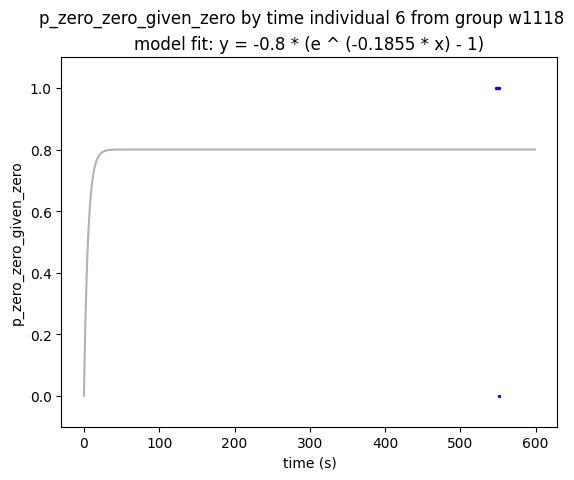 p_zero_zero_given_zero by time individual 6 from group w1118
model fit: y = -0.8 * (e ^ (-0.1855 * x) - 1)
1.0
0.8
0.6
0.4
0.2
0.0
p_zero_zero_given_zero
0 100 200 300 400 500 600
time (s)